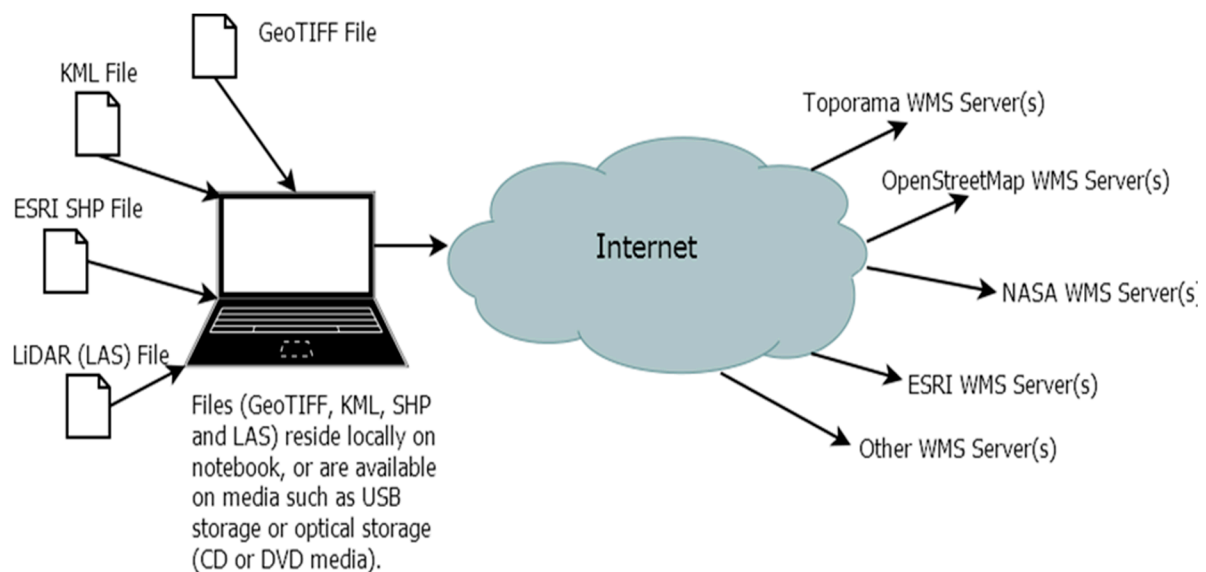 GeoTIFF File
KML File
ESRI SHP File
LiDAR (LAS) File
Files (GeoTIFF, KML, SHP
and LAS) reside locally on
notebook, or are available
on media such as USB
storage or optical storage
(CD or DVD media).
Internet
Toporama WMS Server(s)
OpenStreetMap WMS Server(s)
NASA WMS Server(s)
ESRI WMS Server(s)
Other WMS Server(s)